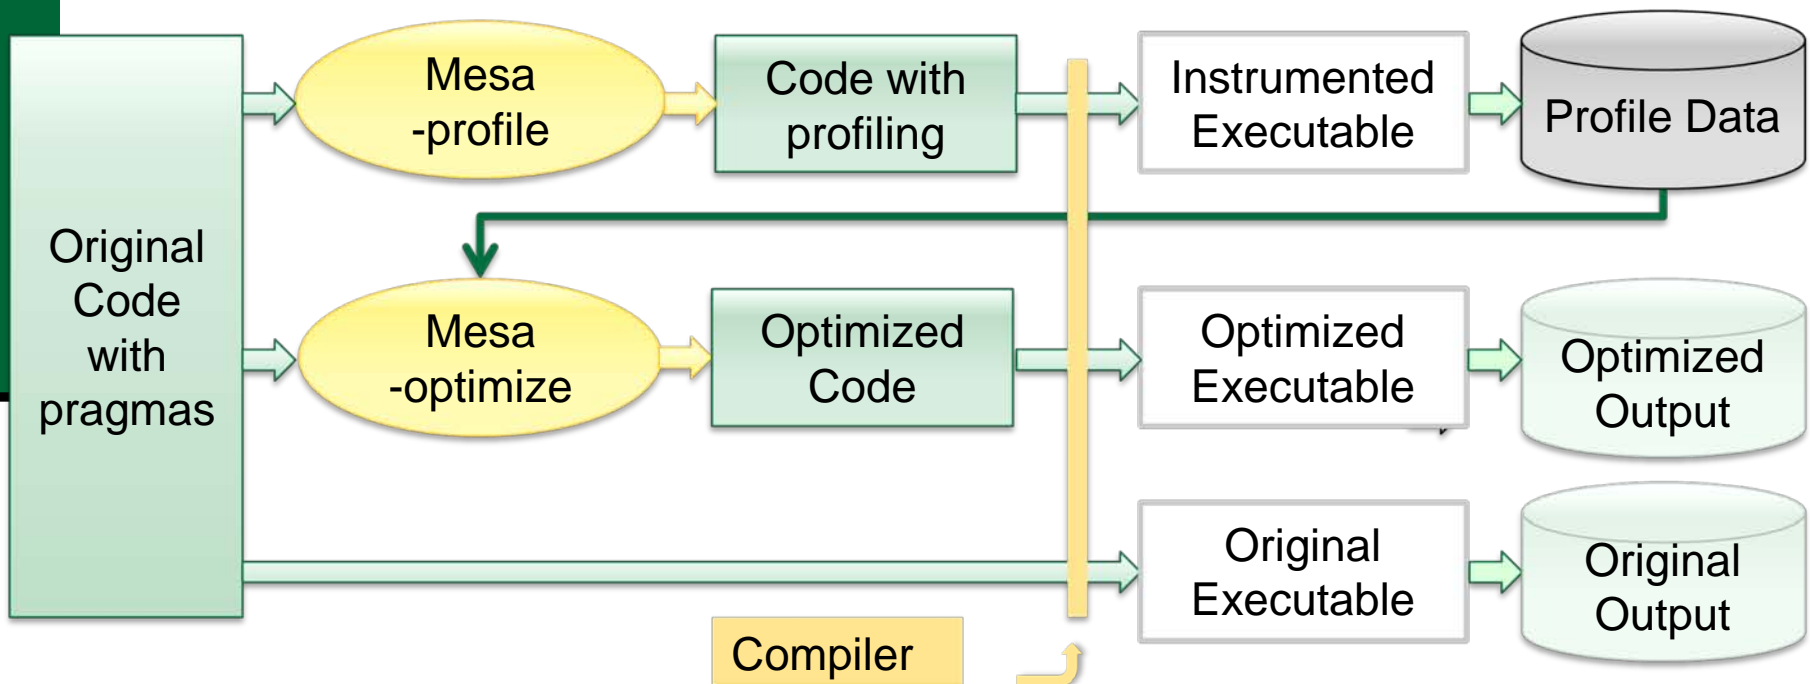 Original
Code
with
pragmas
Mesa
-profile
Code with
profiling
Instrumented
Executable
Profile Data
Mesa
-optimize
Optimized
Code
Optimized
Executable
Optimized
Output
Original
Executable
Original
Output
Compiler